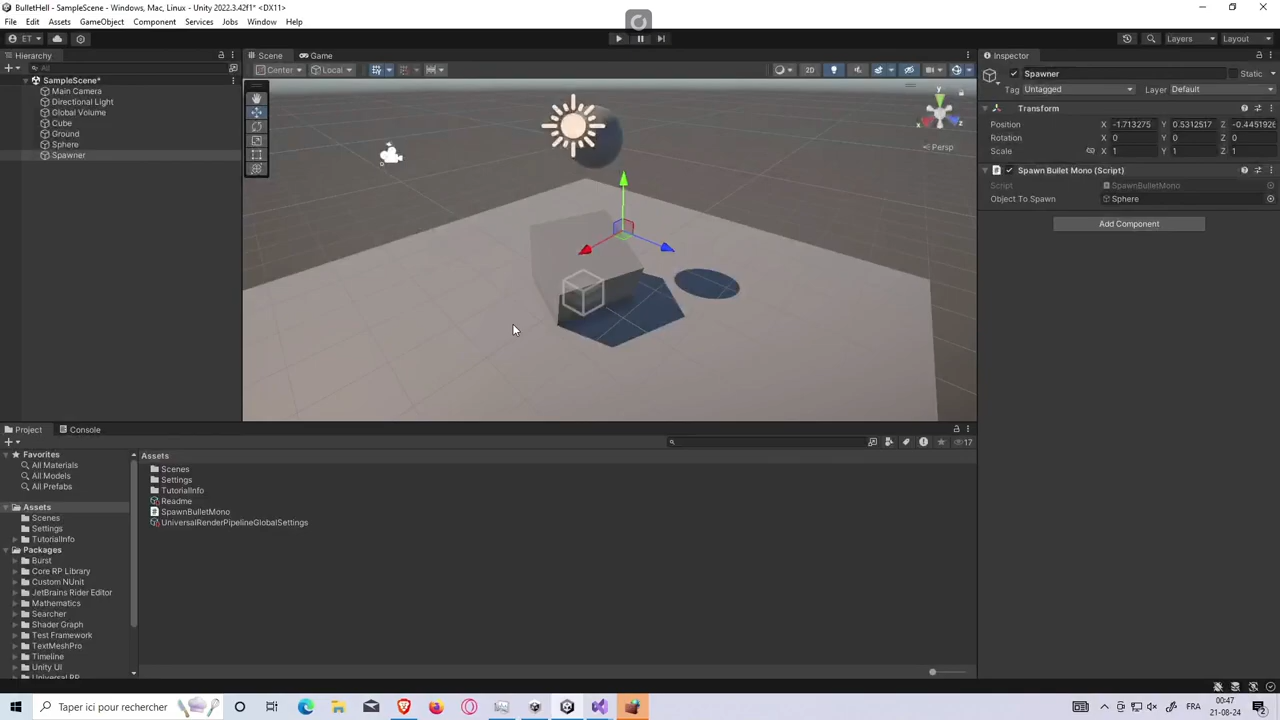 BulletHell - SampleScene - Windows, Mac, Linux - Unity 2022.3.42f1* <DX11>
File Edit Assets GameObject Component Services Jobs Window Help
ET
Layers Layout
Hierarchy
Scene Game
Inspector
All
Center Local
2D
SampleScene*
Main Camera
Directional Light
Global Volume
Cube
Ground
Sphere
Spawner
y
x z
Persp
Spawner Static
Tag Untagged Layer Default
Transform
Position X -1.713275 Y 0.5312517 Z -0.4451926
Rotation X 0 Y 0 Z 0
Scale X 1 Y 1 Z 1
Spawn Bullet Mono (Script)
Script SpawnBulletMono
Object To Spawn Sphere
Add Component
Project Console
17
Favorites
All Materials
All Models
All Prefabs
Assets
Scenes
Settings
TutorialInfo
Packages
Burst
Core RP Library
Custom NUnit
JetBrains Rider Editor
Mathematics
Searcher
Shader Graph
Test Framework
TextMeshPro
Timeline
Unity UI
Universal RP
Assets
Scenes
Settings
TutorialInfo
Readme
SpawnBulletMono
UniversalRenderPipelineGlobalSettings
Taper ici pour rechercher
FRA
00:47
21-08-24
2